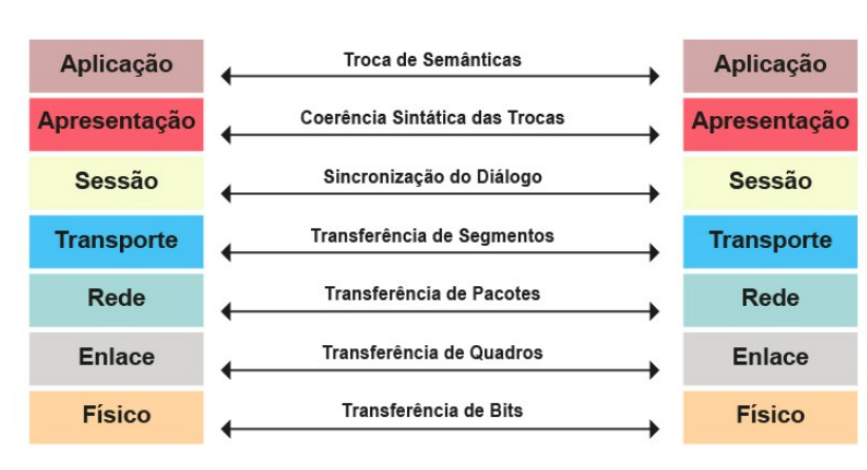 Aplicação Troca de Semânticas Aplicação
Apresentação Coerência Sintática das Trocas Apresentação
Sessão Sincronização do Diálogo Sessão
Transporte Transferência de Segmentos Transporte
Rede Transferência de Pacotes Rede
Enlace Transferência de Quadros Enlace
Físico Transferência de Bits Físico